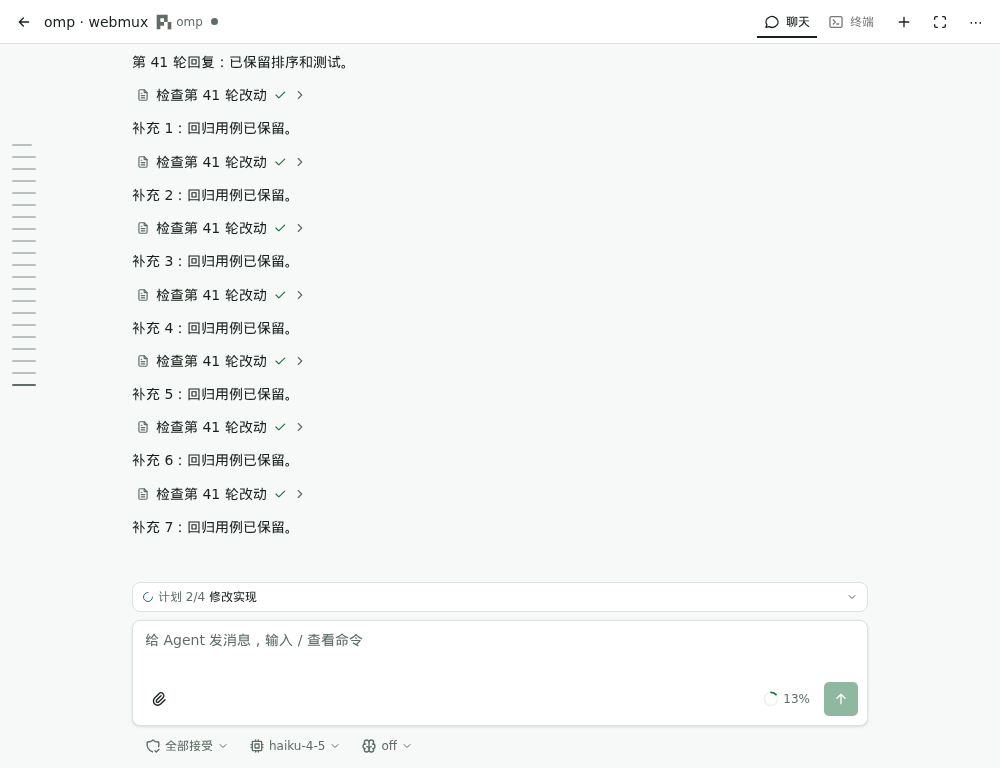 omp · webmux omp
聊天
终端
第 41 轮回复：已保留排序和测试。
检查第 41 轮改动
补充 1：回归用例已保留。
检查第 41 轮改动
补充 2：回归用例已保留。
检查第 41 轮改动
补充 3：回归用例已保留。
检查第 41 轮改动
补充 4：回归用例已保留。
检查第 41 轮改动
补充 5：回归用例已保留。
检查第 41 轮改动
补充 6：回归用例已保留。
检查第 41 轮改动
补充 7：回归用例已保留。
计划 2/4 修改实现
给 Agent 发消息，输入 / 查看命令
13%
全部接受
haiku-4-5
off